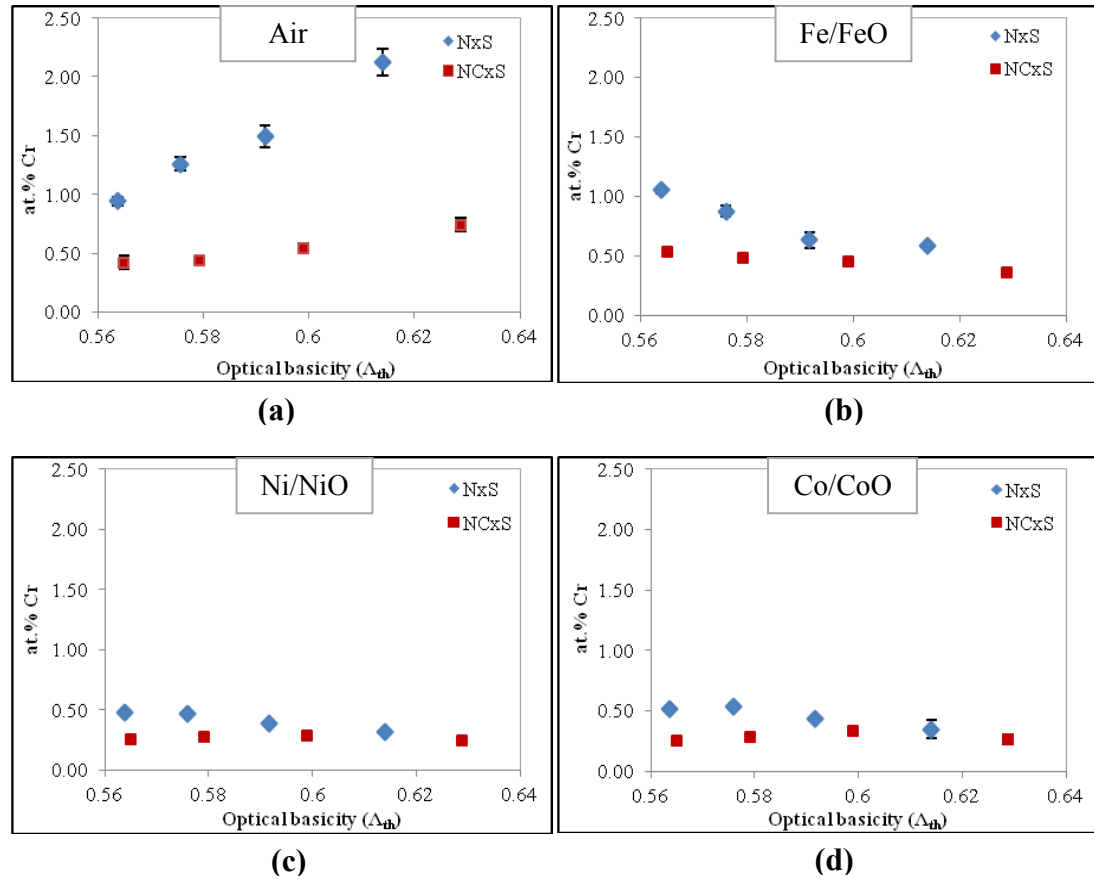 Air
NxS
NCxS
2.50
2.00
1.50
1.00
0.50
0.00
at.% Cr
0.56
0.58
0.6
0.62
0.64
Optical basicity (Λth)
(a)
Fe/FeO
NxS
NCxS
2.50
2.00
1.50
1.00
0.50
0.00
at.% Cr
0.56
0.58
0.6
0.62
0.64
Optical basicity (Λth)
(b)
Ni/NiO
NxS
NCxS
2.50
2.00
1.50
1.00
0.50
0.00
at.% Cr
0.56
0.58
0.6
0.62
0.64
Optical basicity (Λth)
(c)
Co/CoO
NxS
NCxS
2.50
2.00
1.50
1.00
0.50
0.00
at.% Cr
0.56
0.58
0.6
0.62
0.64
Optical basicity (Λth)
(d)